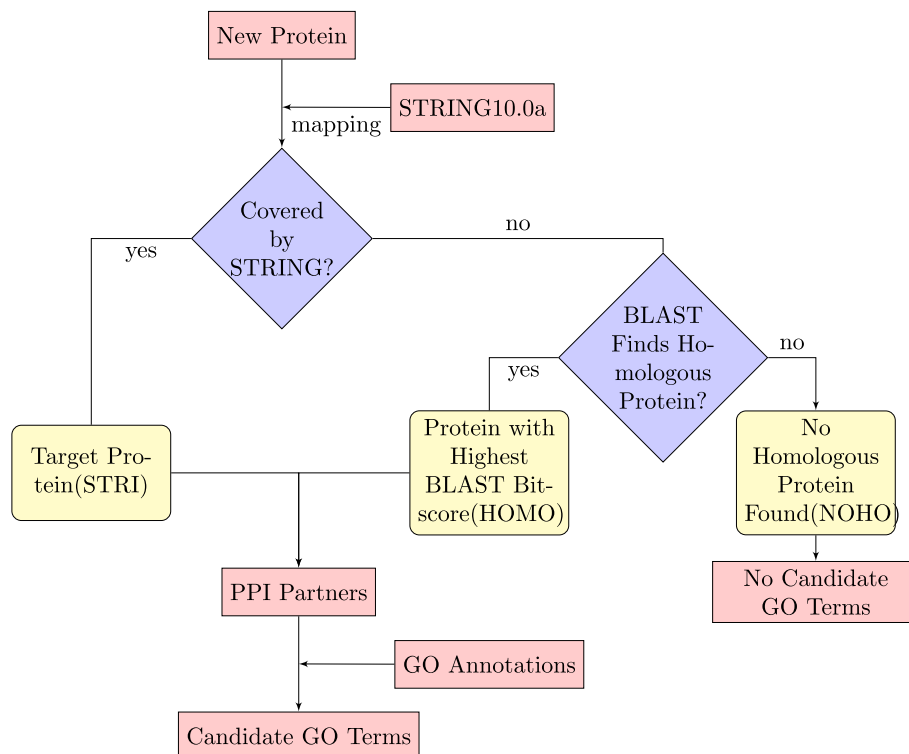 New Protein
STRING10.0a
mapping
Covered
by
STRING?
yes
no
BLAST
Finds Ho-
mologous
Protein?
yes
no
Target Pro-
tein(STRI)
Protein with
Highest
BLAST Bit-
score(HOMO)
No
Homologous
Protein
Found(NOHO)
PPI Partners
No Candidate
GO Terms
GO Annotations
Candidate GO Terms